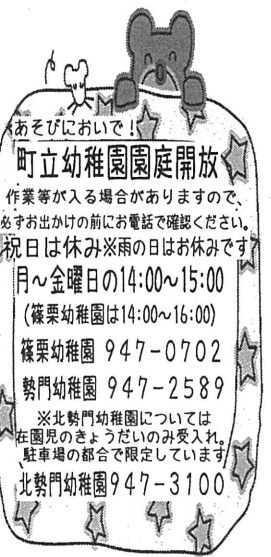 あそびにおいで!
町立幼稚園園庭開放
作業等が入る場合がありますので、
必ずお出かけの前にお電話で確認ください。
祝日は休み※雨の日はお休みです
月～金曜日の14:00～15:00
(篠栗幼稚園は14:00～16:00)
篠栗幼稚園 947-0702
勢門幼稚園 947-2589
※北勢門幼稚園については
在園児のきょうだいのみ受入れ。
駐車場の都合で限定しています
北勢門幼稚園947-3100